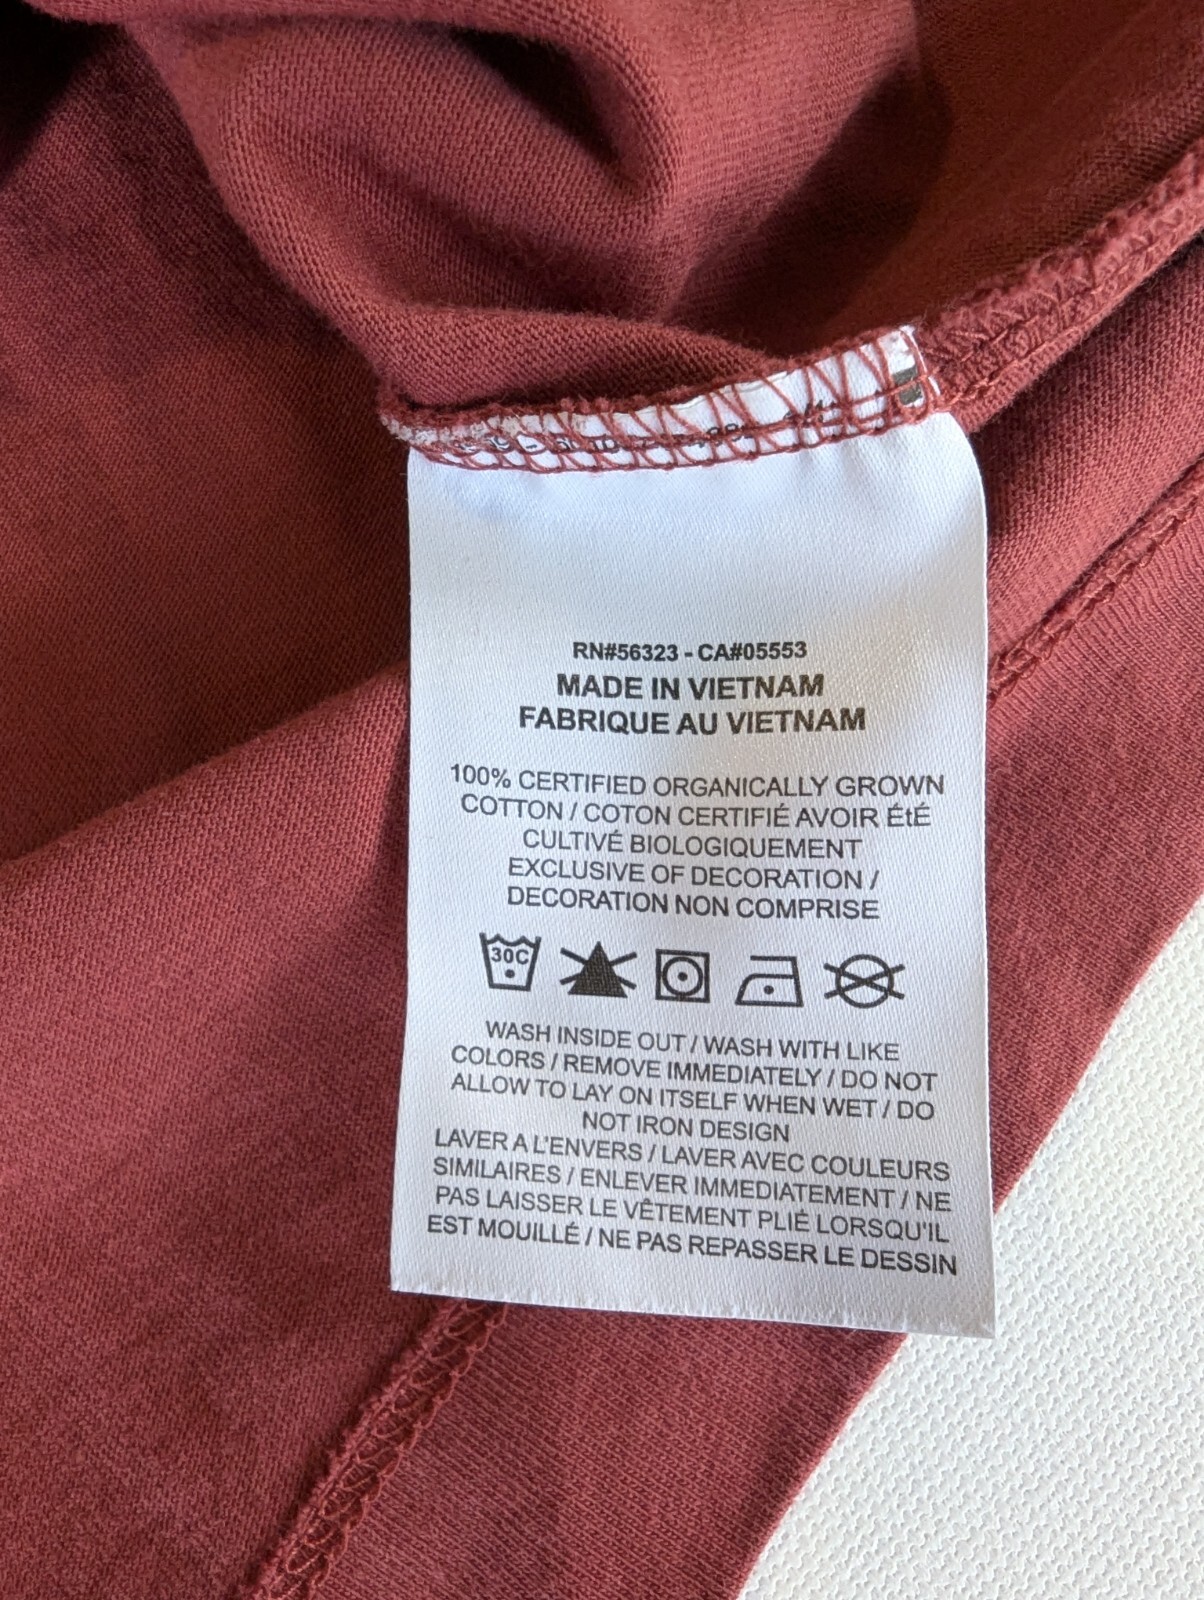 RN#56323 - CA#05553
MADE IN VIETNAM
FABRIQUE AU VIETNAM
100% CERTIFIED ORGANICALLY GROWN
COTTON / COTON CERTIFIÉ AVOIR ÉtÉ
CULTIVÉ BIOLOGIQUEMENT
EXCLUSIVE OF DECORATION /
DECORATION NON COMPRISE
30C
WASH INSIDE OUT / WASH WITH LIKE
COLORS / REMOVE IMMEDIATELY / DO NOT
ALLOW TO LAY ON ITSELF WHEN WET / DO
NOT IRON DESIGN
LAVER A L'ENVERS / LAVER AVEC COULEURS
SIMILAIRES / ENLEVER IMMEDIATEMENT / NE
PAS LAISSER LE VÊTEMENT PLIÉ LORSQU'IL
EST MOUILLÉ / NE PAS REPASSER LE DESSIN